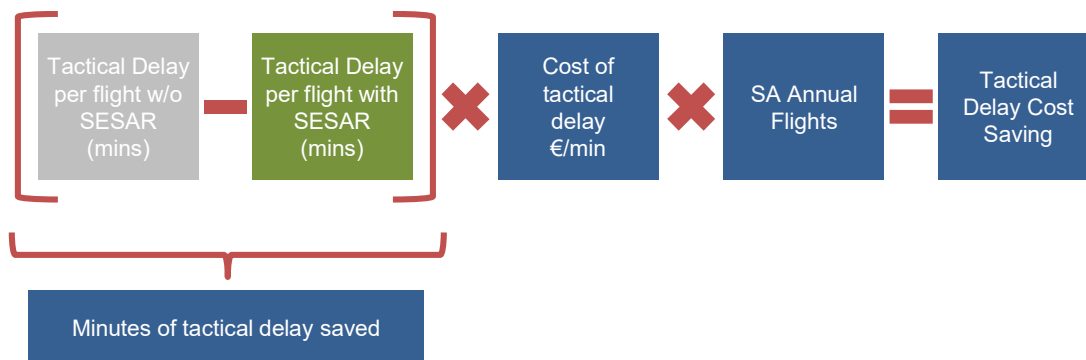 Tactical Delay
per flight w/o
SESAR
(mins)
Tactical Delay
per flight with
SESAR
(mins)
Cost of
tactical
delay
€/min
SA Annual
Flights
Tactical
Delay Cost
Saving
Minutes of tactical delay saved